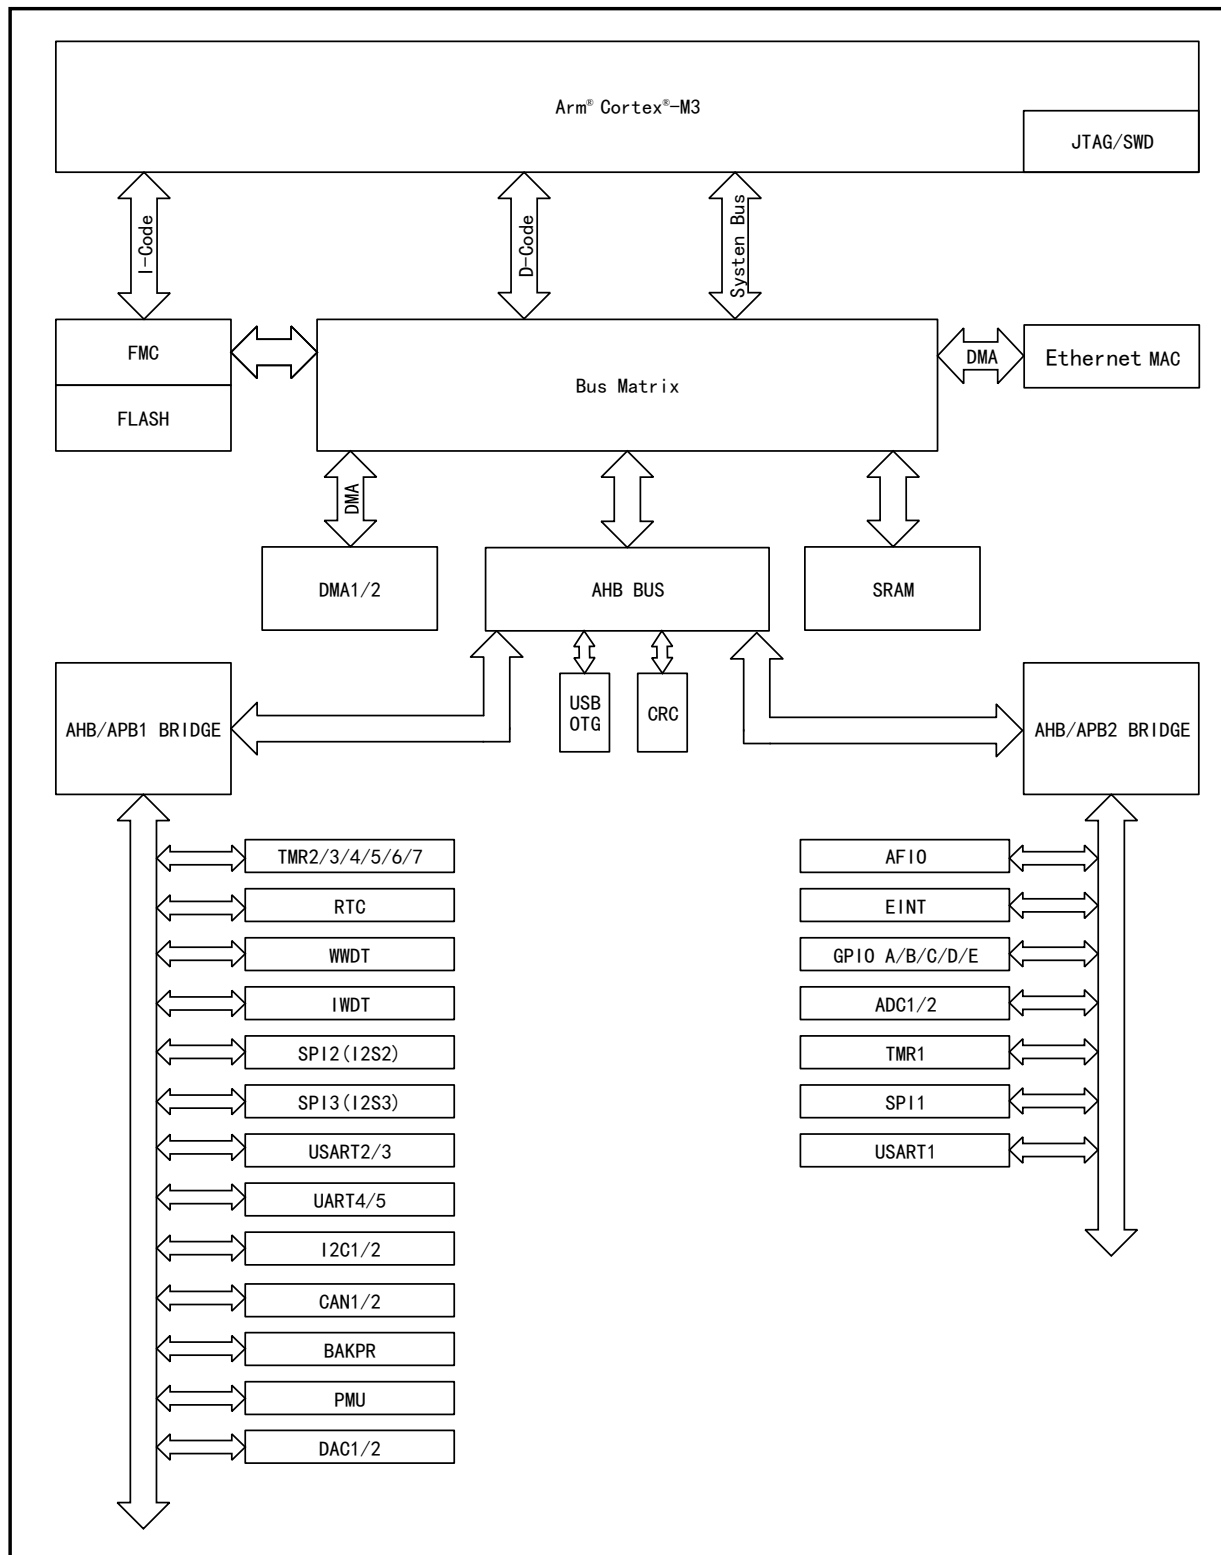 Arm® Cortex®-M3
JTAG/SWD
I-Code
D-Code
Systen Bus
FMC
FLASH
Bus Matrix
DMA
Ethernet MAC
DMA
DMA1/2
AHB BUS
SRAM
USB
OTG
CRC
AHB/APB1 BRIDGE
AHB/APB2 BRIDGE
TMR2/3/4/5/6/7
RTC
WWDT
IWDT
SPI2(I2S2)
SPI3(I2S3)
USART2/3
UART4/5
I2C1/2
CAN1/2
BAKPR
PMU
DAC1/2
AFIO
EINT
GPIO A/B/C/D/E
ADC1/2
TMR1
SPI1
USART1